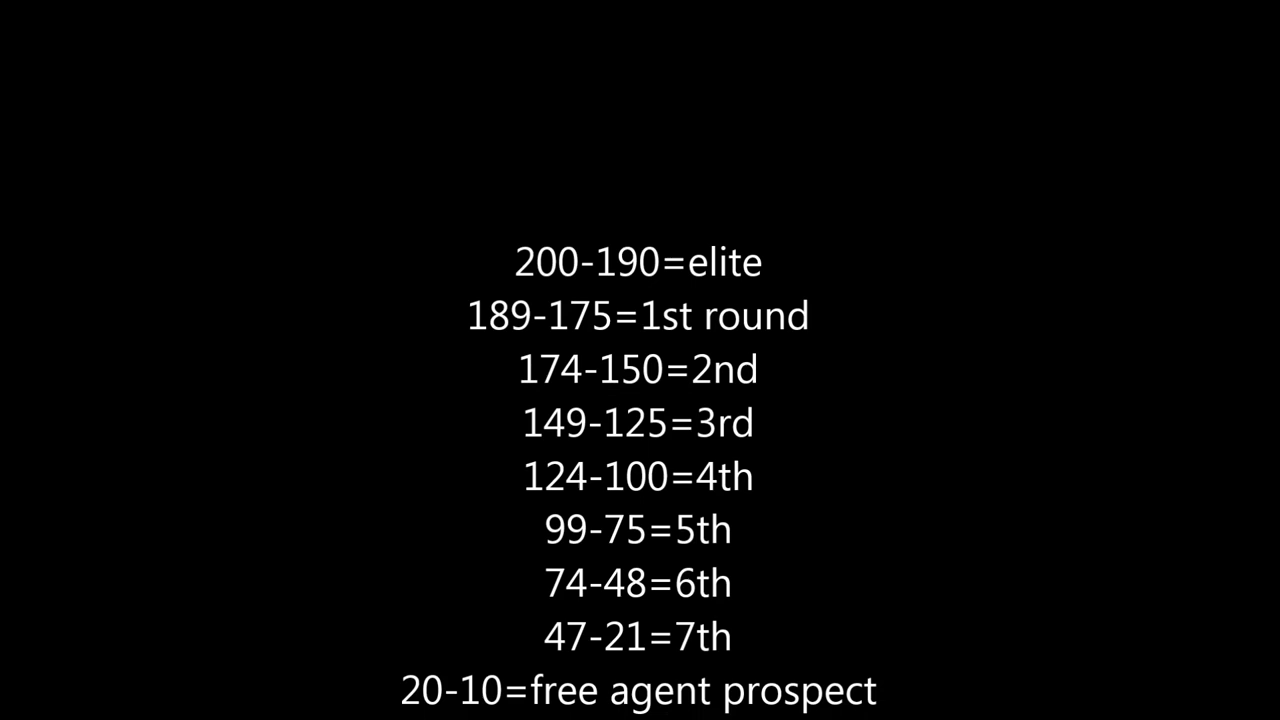 200-190=elite
189-175=1st round
174-150=2nd
149-125=3rd
124-100=4th
99-75=5th
74-48=6th
47-21=7th
20-10=free agent prospect